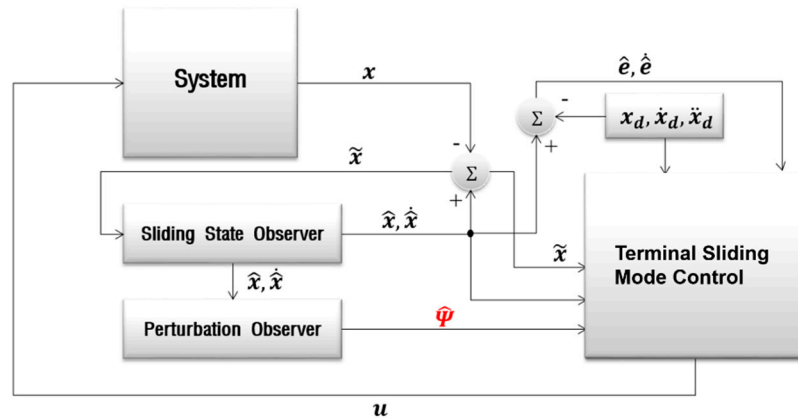 ê, ė̂
System
x
-
Σ
x_d, ẋ_d, ẍ_d
+
x̃
-
Σ
+
Sliding State Observer
x̂, ẋ̂
x̃
Terminal Sliding
Mode Control
x̂, ẋ̂
Perturbation Observer
Ψ̂
u